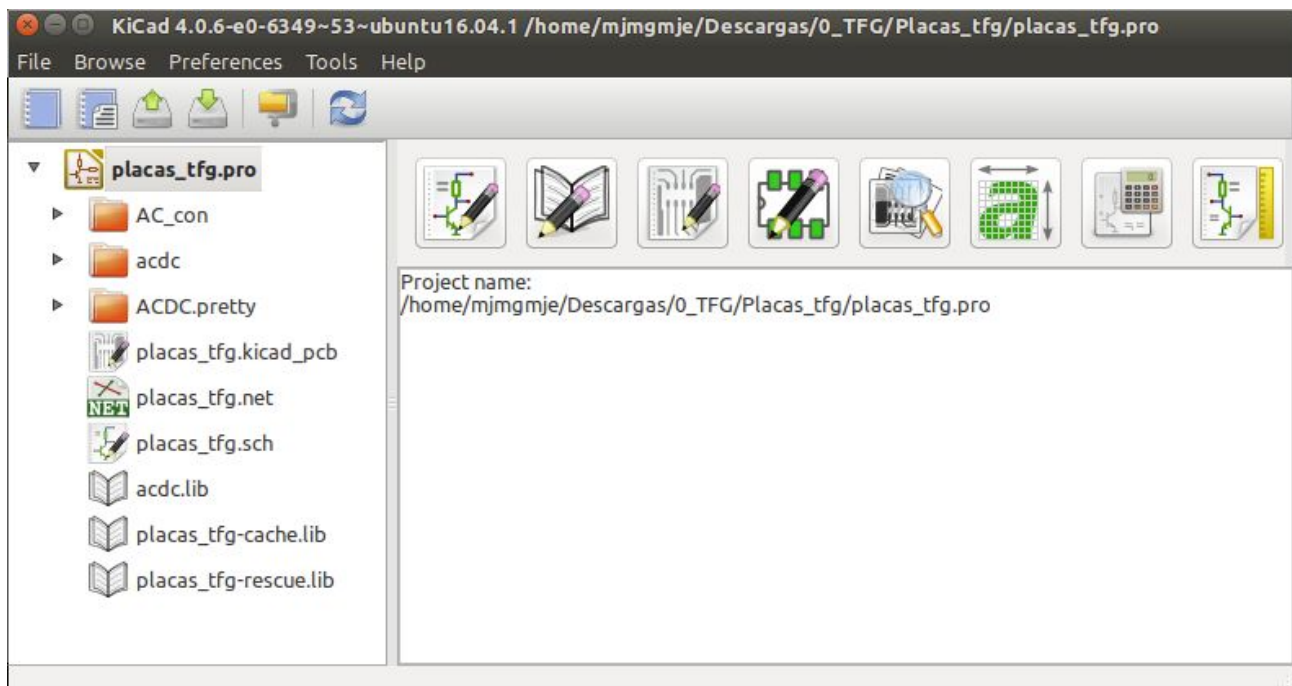 KiCad 4.0.6-e0-6349~53~ubuntu16.04.1 /home/mjmgmje/Descargas/0_TFG/Placas_tfg/placas_tfg.pro
File Browse Preferences Tools Help
placas_tfg.pro
AC_con
acdc
ACDC.pretty
placas_tfg.kicad_pcb
NET placas_tfg.net
placas_tfg.sch
acdc.lib
placas_tfg-cache.lib
placas_tfg-rescue.lib
a
Project name:
/home/mjmgmje/Descargas/0_TFG/Placas_tfg/placas_tfg.pro